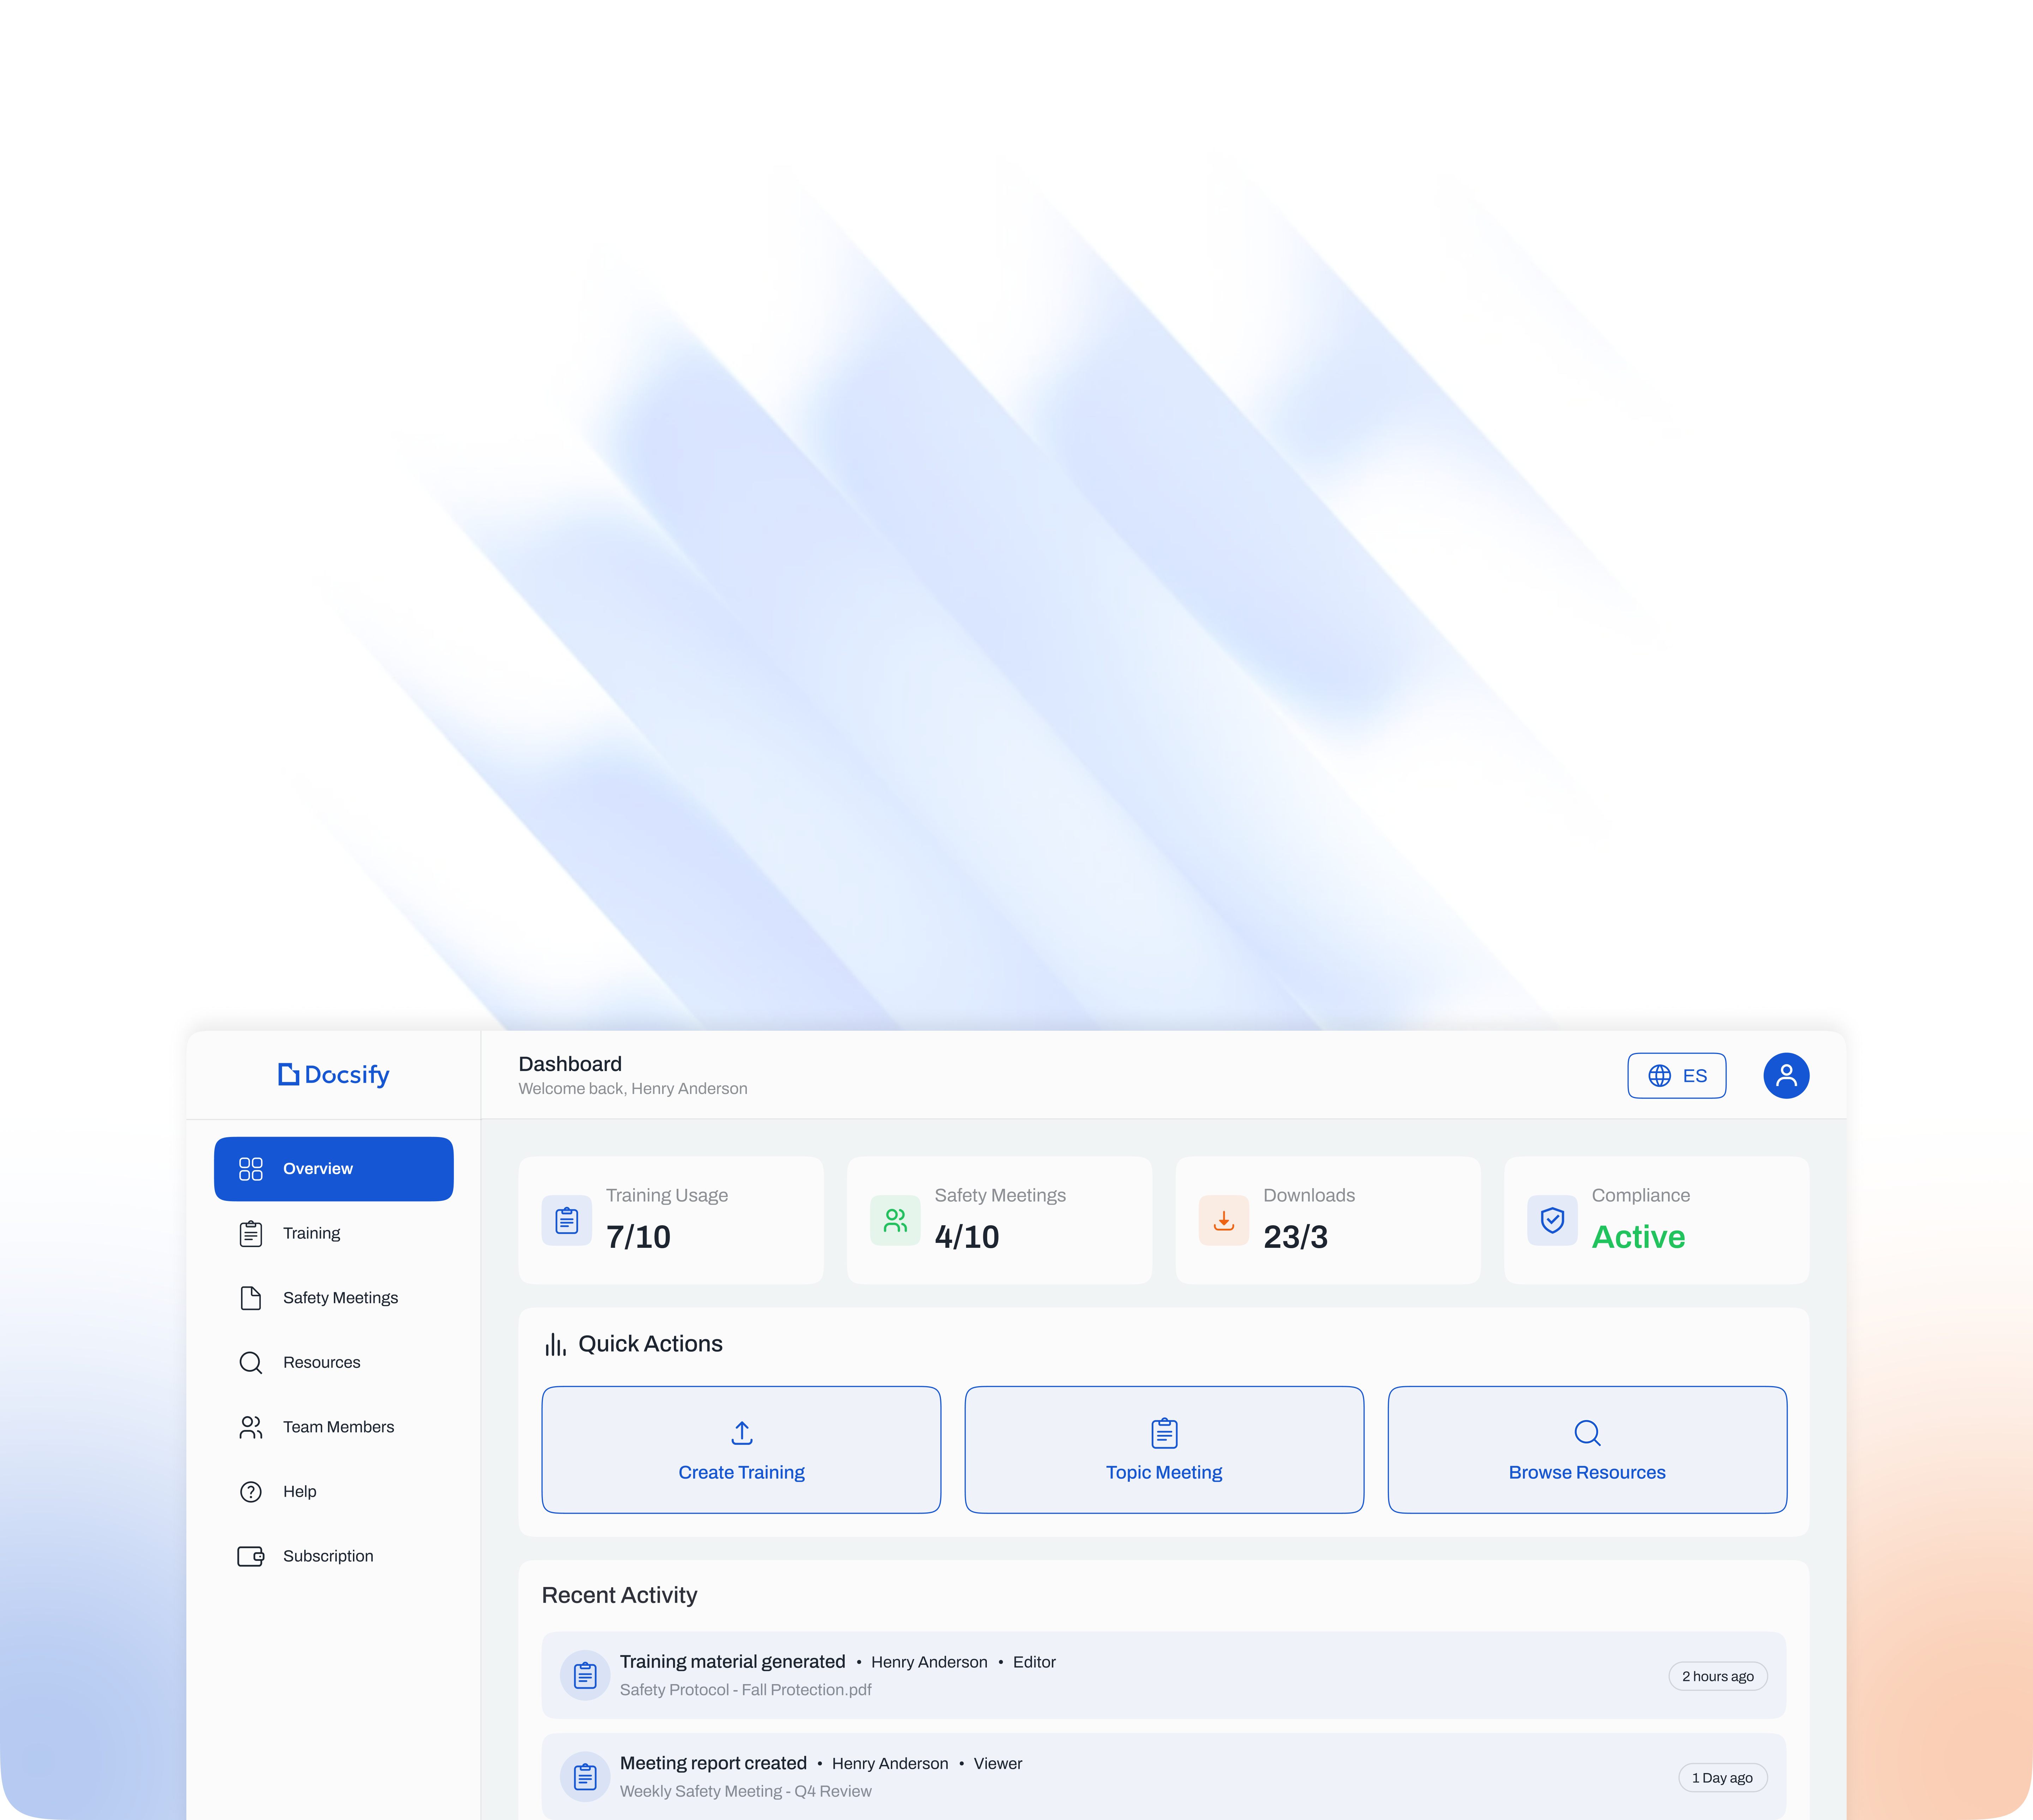 Docsify
Dashboard
Welcome back, Henry Anderson
ES
Overview
Training
Safety Meetings
Resources
Team Members
Help
Subscription
Training Usage
7/10
Safety Meetings
4/10
Downloads
23/3
Compliance
Active
Quick Actions
Create Training
Topic Meeting
Browse Resources
Recent Activity
Training material generated • Henry Anderson • Editor
Safety Protocol - Fall Protection.pdf
2 hours ago
Meeting report created • Henry Anderson • Viewer
Weekly Safety Meeting - Q4 Review
1 Day ago